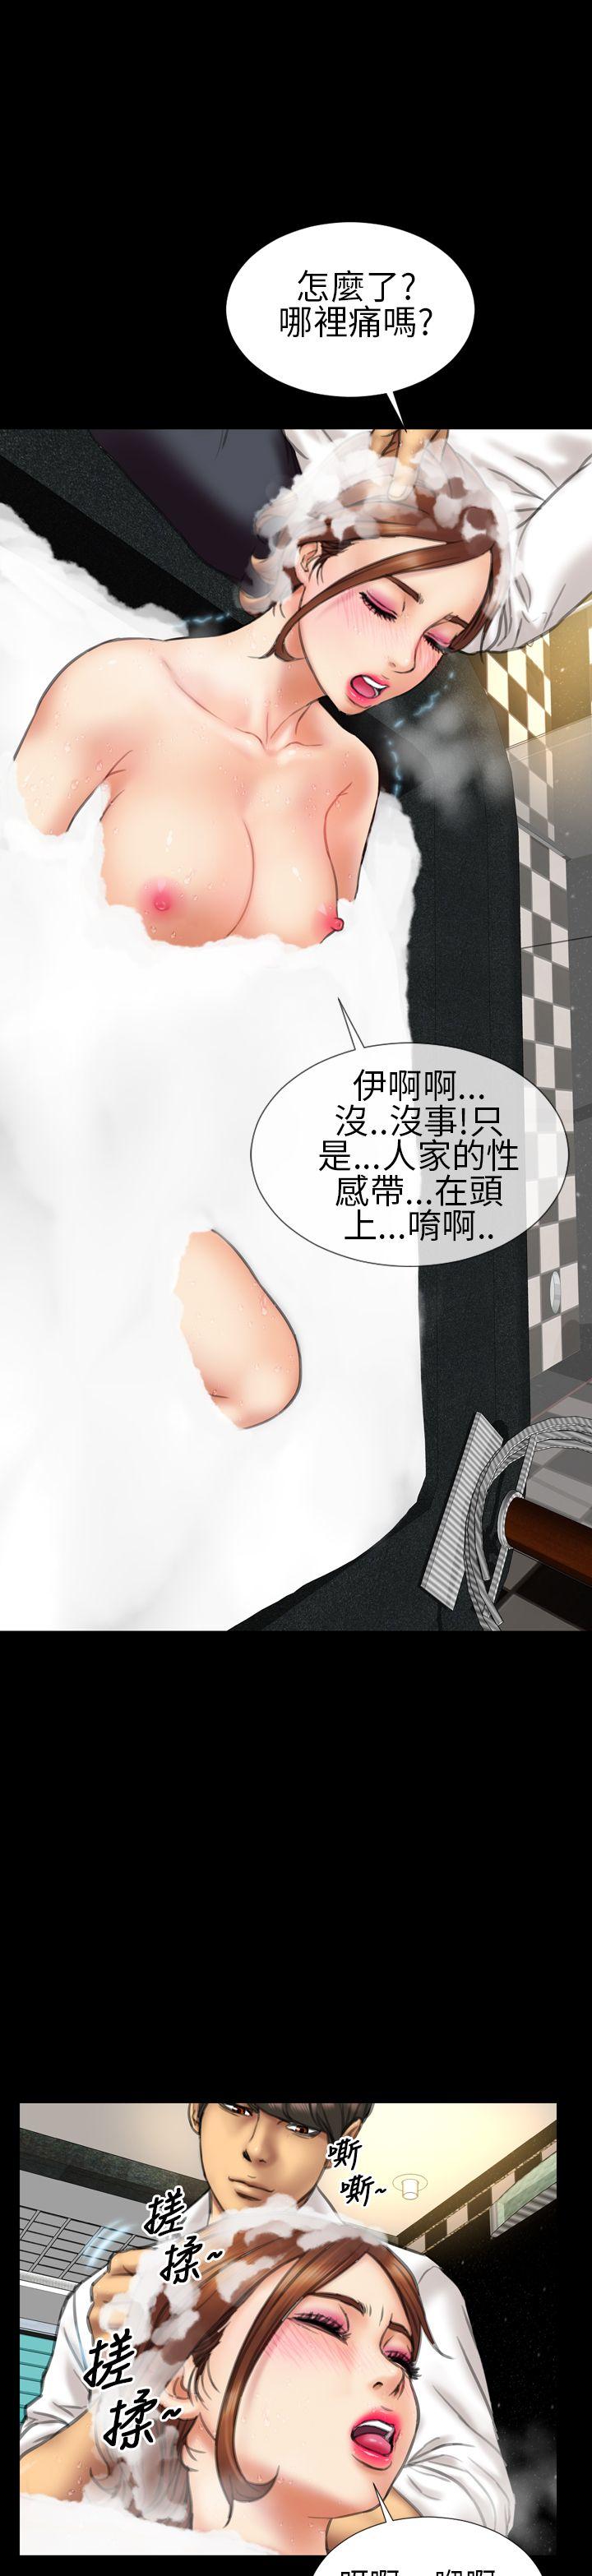 怎麼了?
哪裡痛嗎?
伊啊啊...
沒..沒事!只
是...人家的性
感帶...在頭
上...唷啊..
嘶
嘶~
搓
揉~
搓
揉~